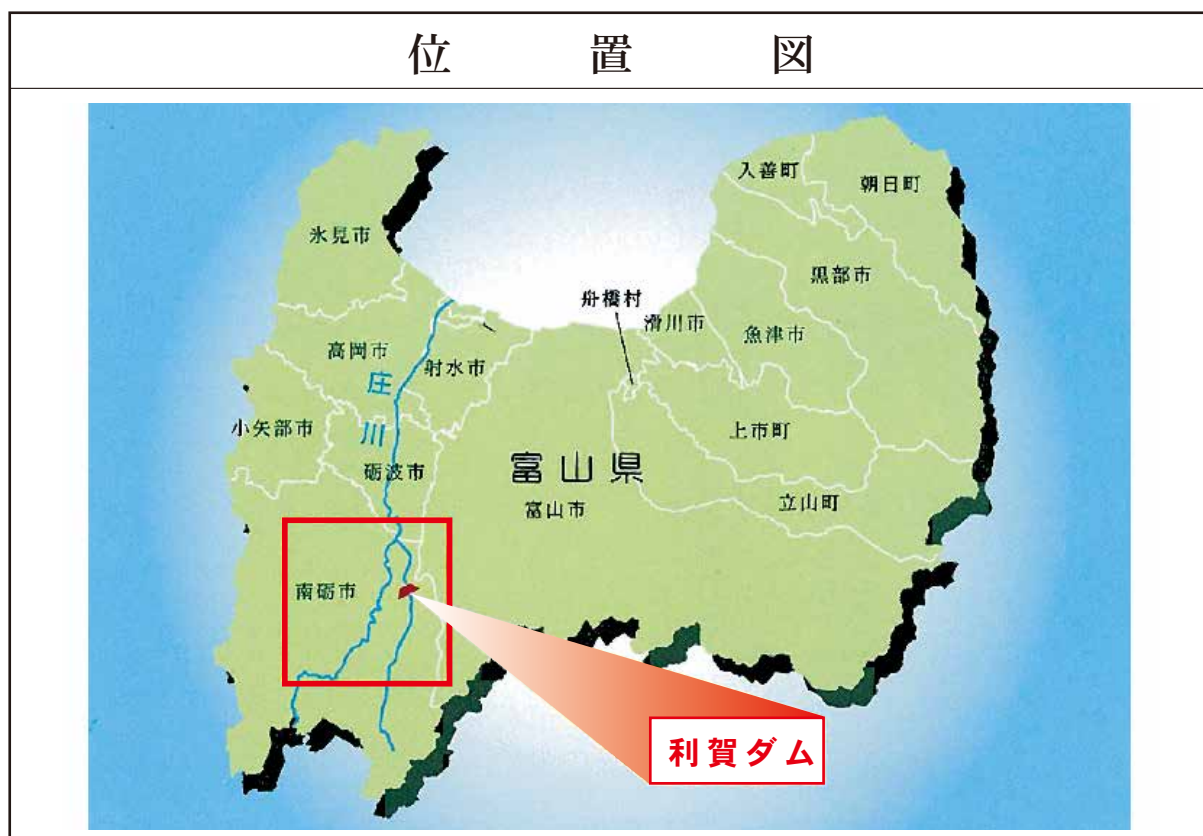 位置図
入善町
朝日町
氷見市
黒部市
舟橋村
滑川市
魚津市
高岡市
射水市
庄川
小矢部市
上市町
砺波市
富山県
富山市
立山町
南砺市
利賀ダム